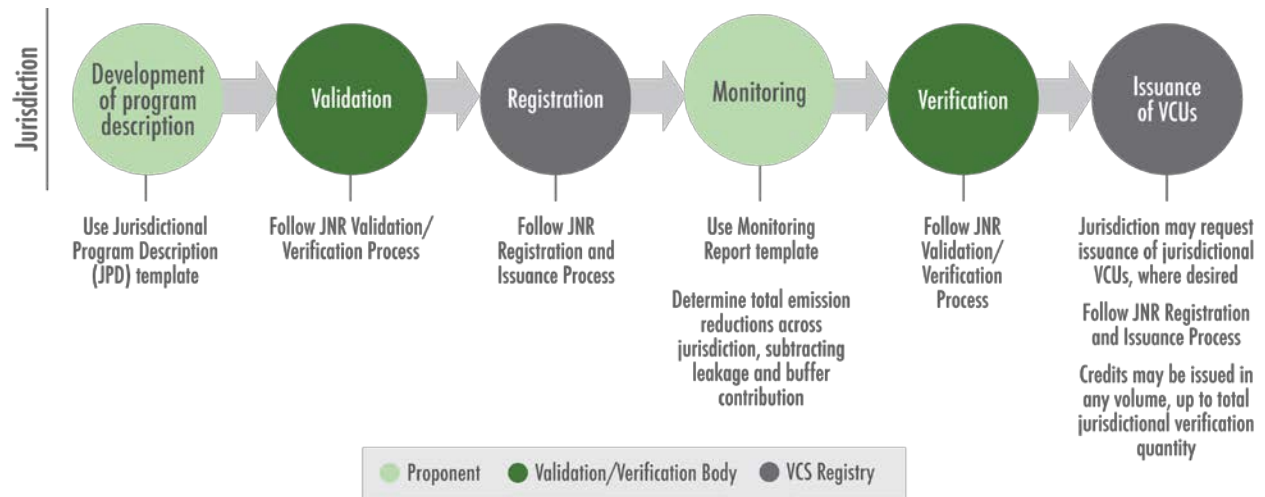 Jurisdiction
Development
of program
description
Validation
Registration
Monitoring
Verification
Issuance
of VCUs
Use Jurisdictional
Program Description
(JPD) template
Follow JNR Validation/
Verification Process
Follow JNR
Registration and
Issuance Process
Use Monitoring
Report template
Determine total emission
reductions across
jurisdiction, subtracting
leakage and buffer
contribution
Follow JNR
Validation/
Verification
Process
Jurisdiction may request
issuance of jurisdictional
VCUs, where desired
Follow JNR Registration
and Issuance Process
Credits may be issued in
any volume, up to total
jurisdictional verification
quantity
Proponent
Validation/Verification Body
VCS Registry